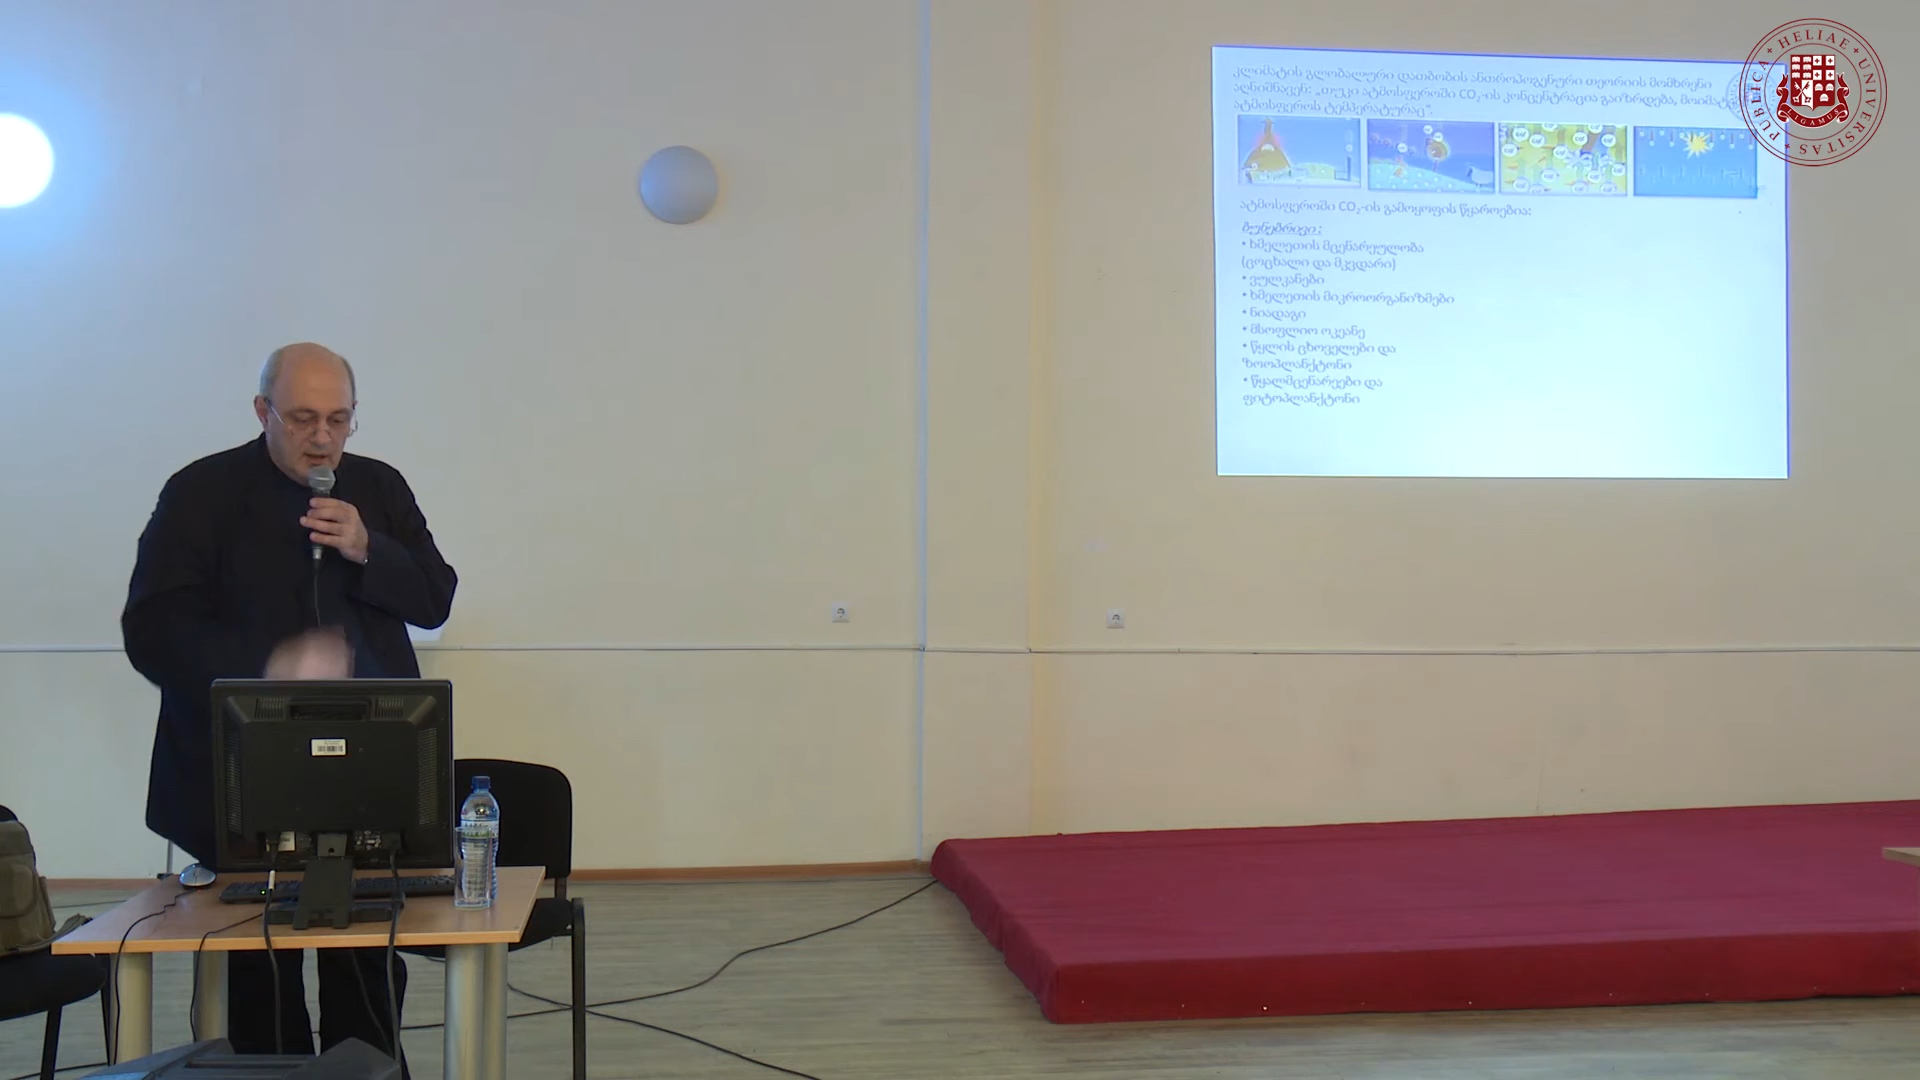 კლიმატის გლობალური დათბობის ანთროპოგენური თეორიის მომხრენი
აღნიშნავენ: „თუკი ატმოსფეროში CO₂-ის კონცენტრაცია გაიზრდება, მოიმატებს
ატმოსფეროს ტემპერატურაც“.
ატმოსფეროში CO₂-ის გამოყოფის წყაროებია:
ბუნებრივი:
• ხმელეთის მცენარეულობა
(ცოცხალი და მკვდარი)
• ვულკანები
• ხმელეთის მიკროორგანიზმები
• ნიადაგი
• მსოფლიო ოკეანე
• წყლის ცხოველები და
ზოოპლანქტონი
• წყალმცენარეები და
ფიტოპლანქტონი
PUBLICA HELIAE UNIVERSITAS
LIGAMUS